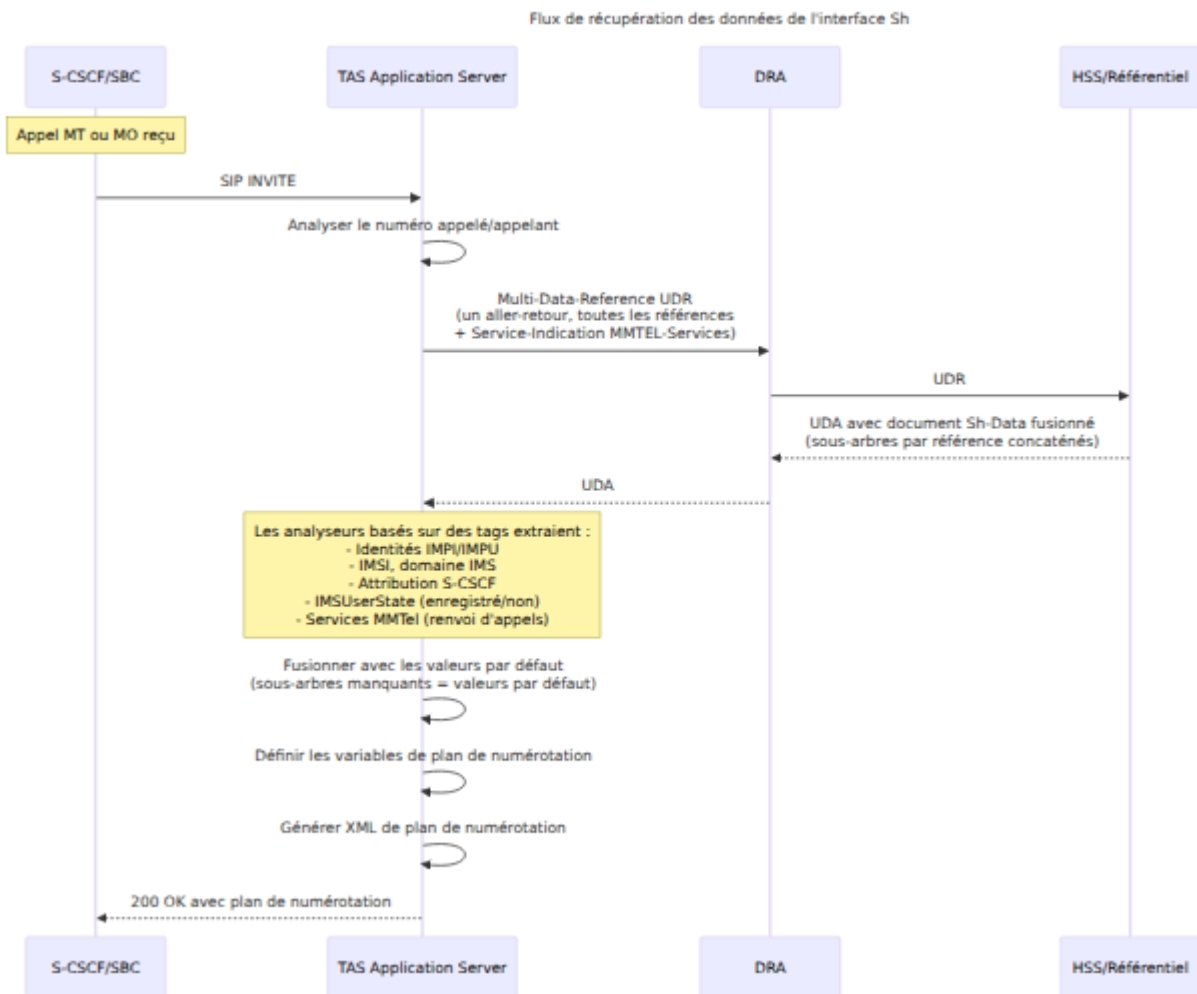 Flux de récupération des données de l'interface Sh
S-CSCF/SBC
TAS Application Server
DRA
HSS/Référentiel
Appel MT ou MO reçu
SIP INVITE
Analyser le numéro appelé/appelant
Multi-Data-Reference UDR
(un aller-retour, toutes les références
+ Service-Indication MMTEL-Services)
UDR
UDA avec document Sh-Data fusionné
(sous-arbres par référence concaténés)
UDA
Les analyseurs basés sur des tags extraient :
- Identités IMPI/IMPU
- IMSI, domaine IMS
- Attribution S-CSCF
- IMSUserState (enregistré/non)
- Services MMTel (renvoi d'appels)
Fusionner avec les valeurs par défaut
(sous-arbres manquants = valeurs par défaut)
Définir les variables de plan de numérotation
Générer XML de plan de numérotation
200 OK avec plan de numérotation
S-CSCF/SBC
TAS Application Server
DRA
HSS/Référentiel